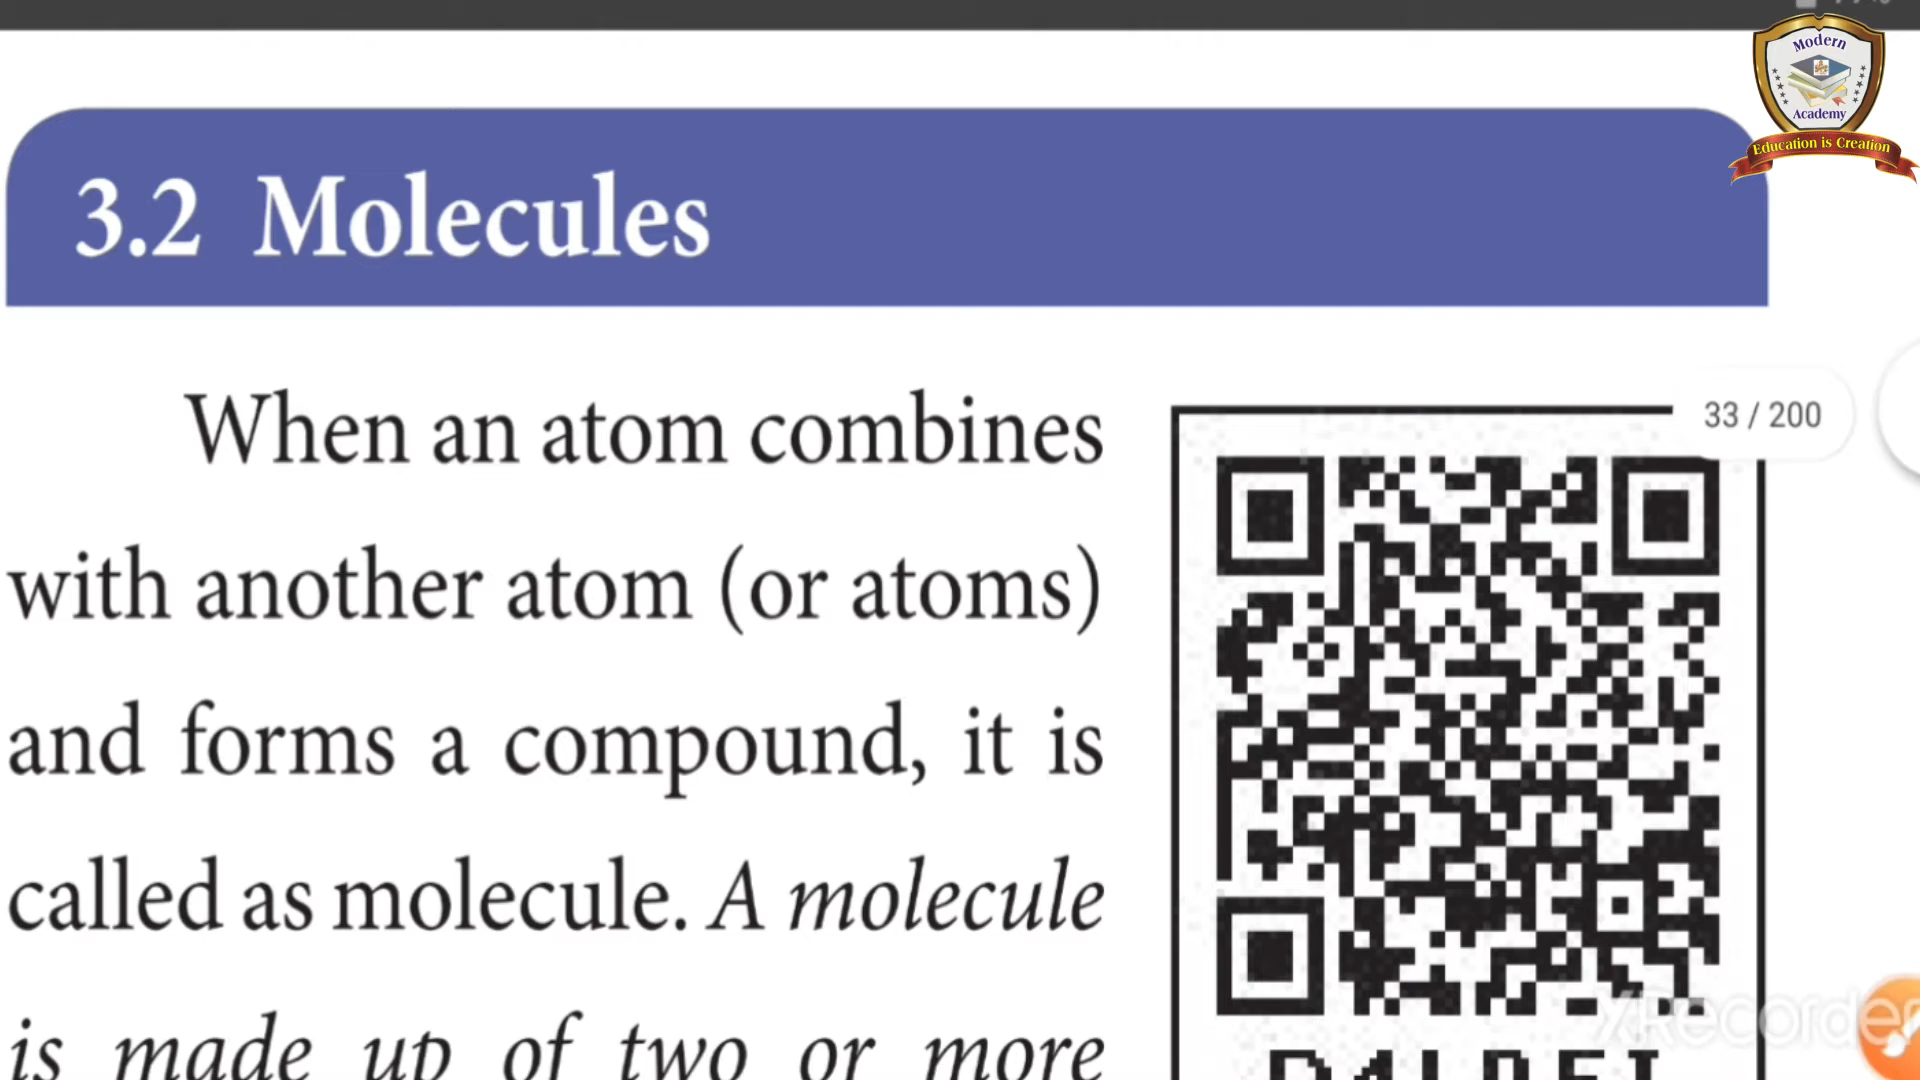 Modern
Academy
Education is Creation
3.2 Molecules
33 / 200
When an atom combines
with another atom (or atoms)
and forms a compound, it is
called as molecule. A molecule
is made up of two or more
XRecorder